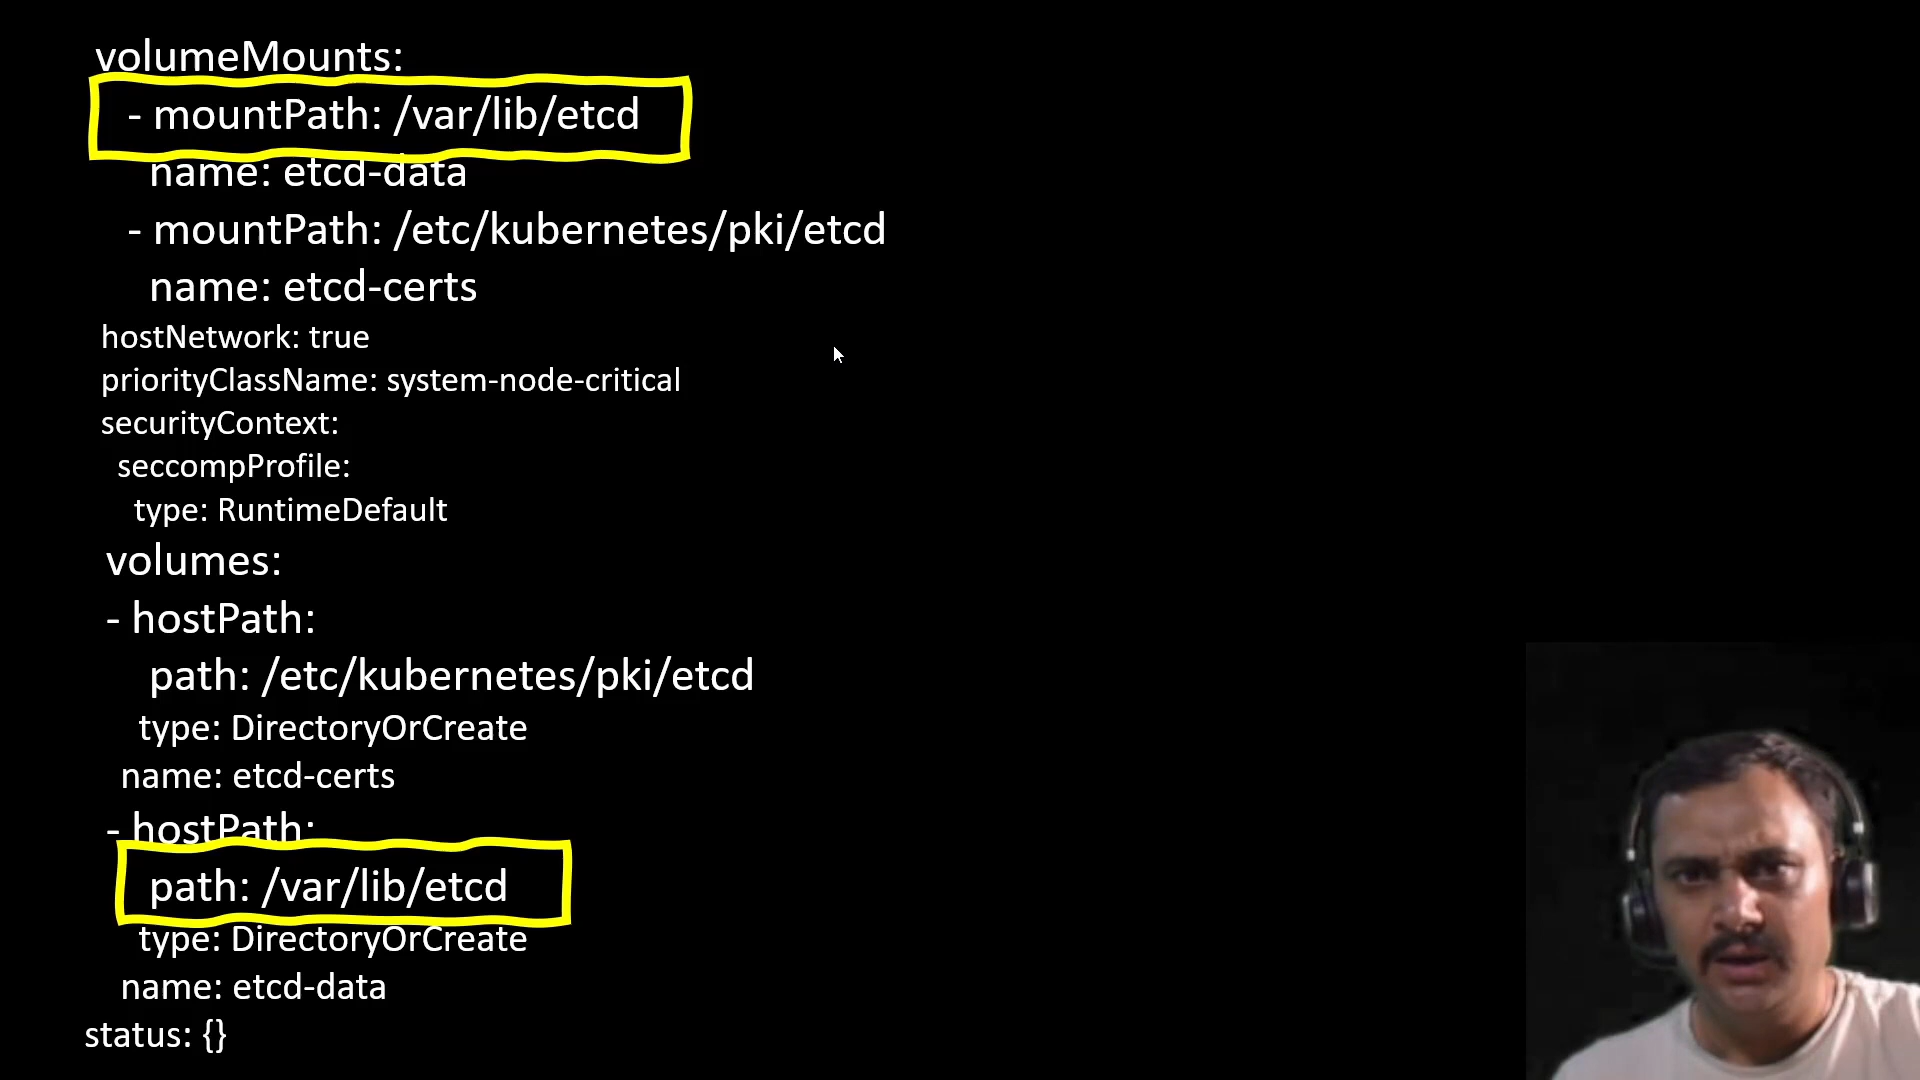 volumeMounts:
- mountPath: /var/lib/etcd
name: etcd-data
- mountPath: /etc/kubernetes/pki/etcd
name: etcd-certs
hostNetwork: true
priorityClassName: system-node-critical
securityContext:
seccompProfile:
type: RuntimeDefault
volumes:
- hostPath:
path: /etc/kubernetes/pki/etcd
type: DirectoryOrCreate
name: etcd-certs
- hostPath:
path: /var/lib/etcd
type: DirectoryOrCreate
name: etcd-data
status: {}